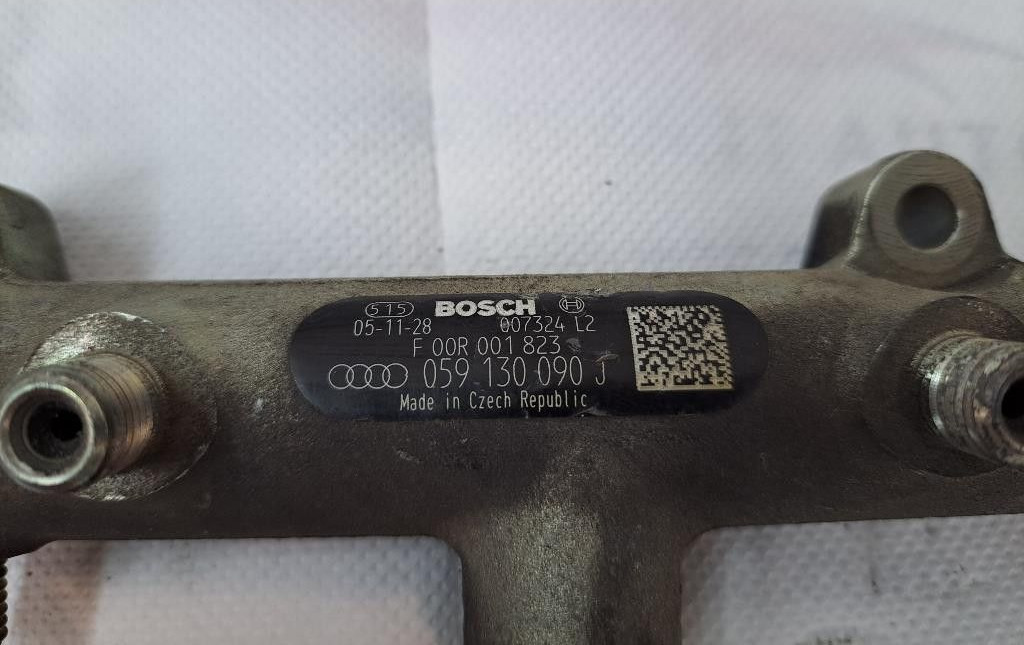 515 BOSCH
05-11-28 007324 L2
F 00R 001 823
059 130 090 J
Made in Czech Republic